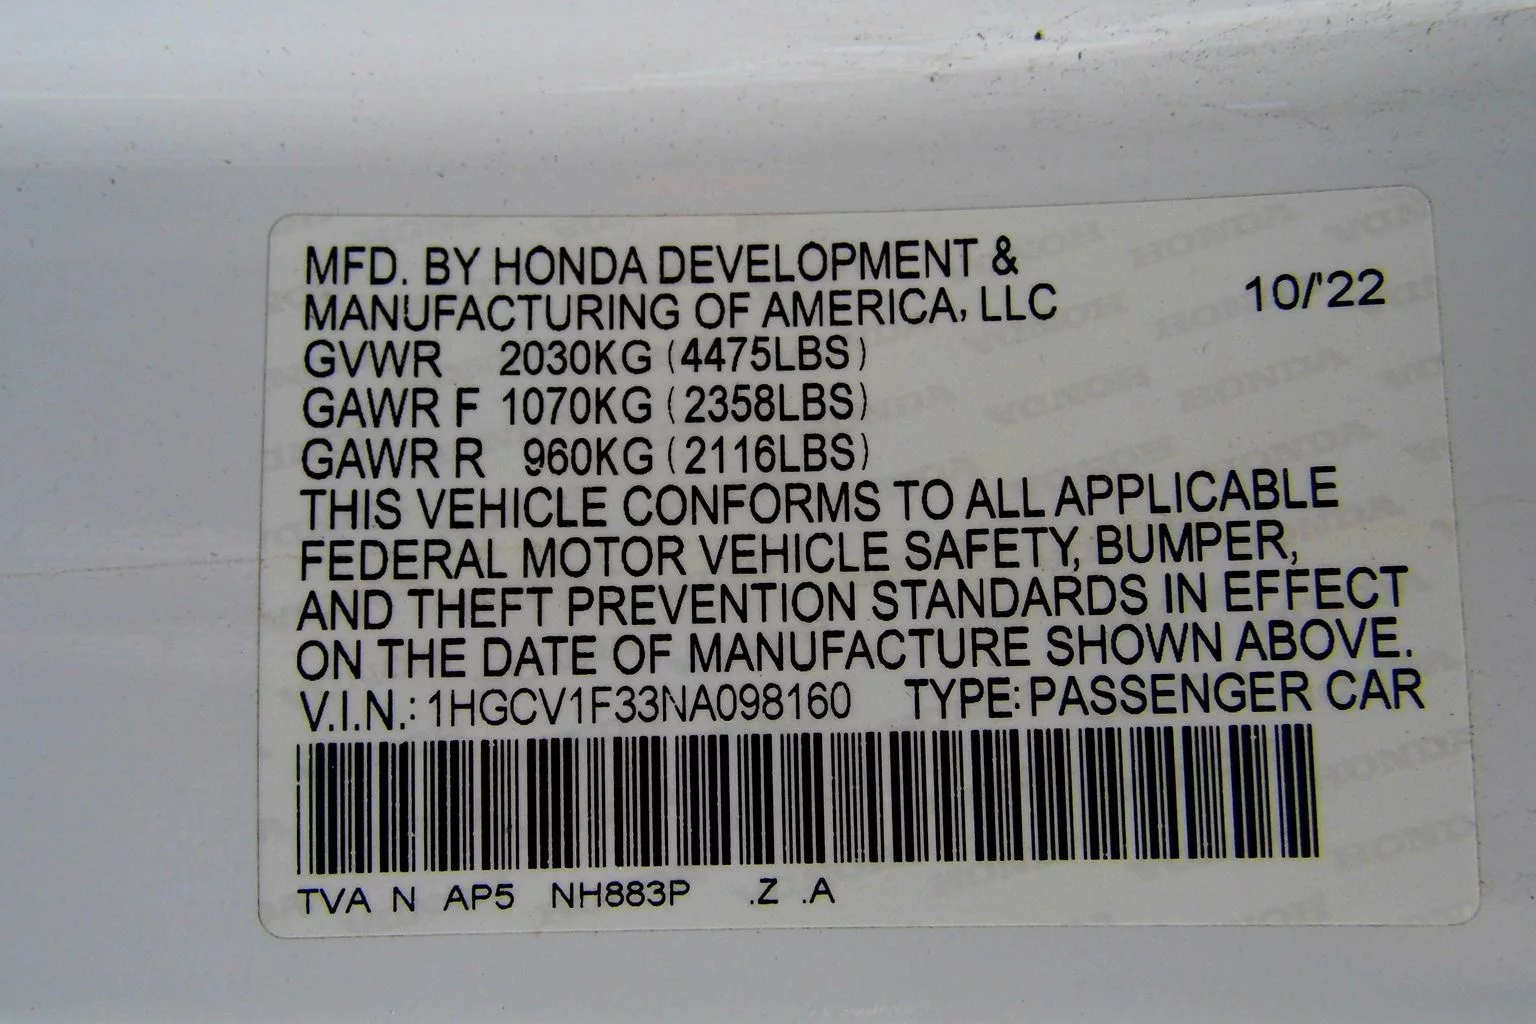 MFD. BY HONDA DEVELOPMENT &
MANUFACTURING OF AMERICA, LLC
10/'22
GVWR 2030KG (4475LBS)
GAWR F 1070KG (2358LBS)
GAWR R 960KG (2116LBS)
THIS VEHICLE CONFORMS TO ALL APPLICABLE
FEDERAL MOTOR VEHICLE SAFETY, BUMPER,
AND THEFT PREVENTION STANDARDS IN EFFECT
ON THE DATE OF MANUFACTURE SHOWN ABOVE.
V.I.N.: 1HGCV1F33NA098160 TYPE: PASSENGER CAR
TVA N AP5 NH883P .Z .A